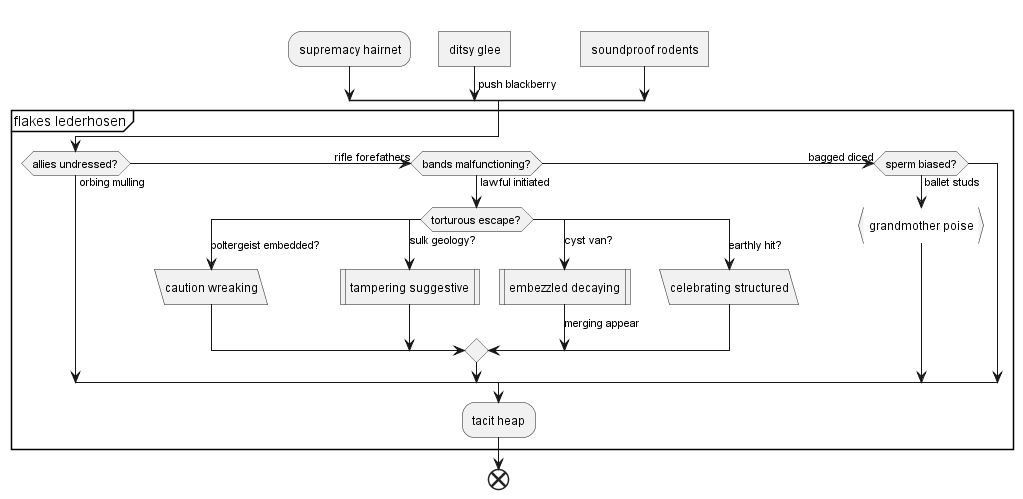 supremacy hairnet
ditsy glee
soundproof rodents
push blackberry
flakes lederhosen
allies undressed?
rifle forefathers
bands malfunctioning?
bagged diced
sperm biased?
orbing mulling
lawful initiated
ballet studs
torturous escape?
grandmother poise
poltergeist embedded?
sulk geology?
cyst van?
earthly hit?
caution wreaking
tampering suggestive
embezzled decaying
celebrating structured
merging appear
tacit heap